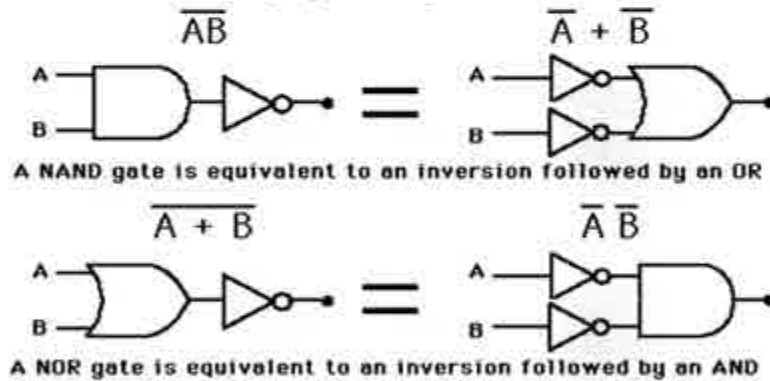 A̅B̅ A̅ + B̅
A A
B B
=
A NAND gate is equivalent to an inversion followed by an OR
A̅ ̅+̅ ̅B̅ A̅ B̅
A A
B B
=
A NOR gate is equivalent to an inversion followed by an AND